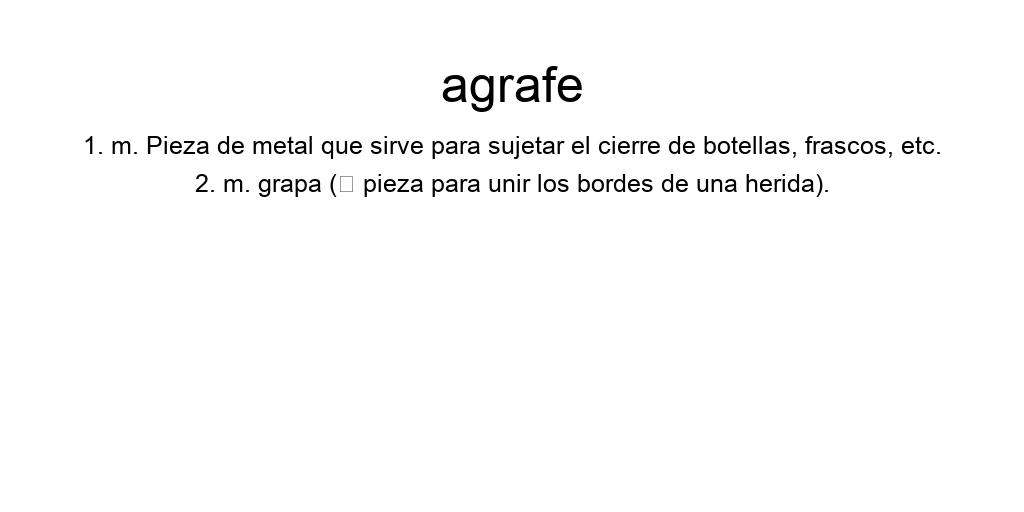 agrafe
1. m. Pieza de metal que sirve para sujetar el cierre de botellas, frascos, etc.
2. m. grapa (□ pieza para unir los bordes de una herida).